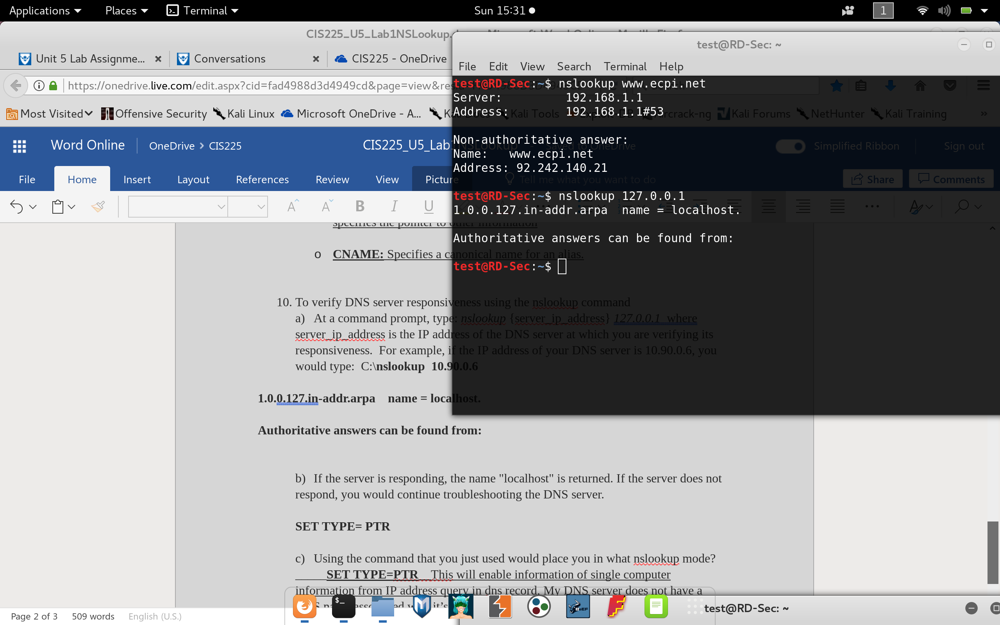 Applications Places Terminal Sun 15:31 1
CIS225_U5_Lab1NSLookup.
test@RD-Sec: ~
Unit 5 Lab Assignme... Conversations CIS225 - OneDrive
File Edit View Search Terminal Help
https://onedrive.live.com/edit.aspx?cid=fad4988d3d4949cd&page=view&resid
Most Visited Offensive Security Kali Linux Microsoft OneDrive - A... Kali Docs Kali Tools Exploit-DB Aircrack-ng Kali Forums NetHunter Kali Training »
test@RD-Sec:~$ nslookup www.ecpi.net
Server: 192.168.1.1
Address: 192.168.1.1#53
Non-authoritative answer:
Name: www.ecpi.net
Address: 92.242.140.21
test@RD-Sec:~$ nslookup 127.0.0.1
1.0.0.127.in-addr.arpa name = localhost.
Authoritative answers can be found from:
test@RD-Sec:~$
Word Online OneDrive > CIS225 CIS225_U5_Lab1NSLookup - Saved to OneDrive Simplified Ribbon Sign out
File Home Insert Layout References Review View Picture Tell me what you want to do Share Comments
B I U
specifies the pointer to other information
o CNAME: Specifies a canonical name for an alias.
10. To verify DNS server responsiveness using the nslookup command
a) At a command prompt, type: nslookup {server_ip_address} 127.0.0.1 where
server_ip_address is the IP address of the DNS server at which you are verifying its
responsiveness. For example, if the IP address of your DNS server is 10.90.0.6, you
would type: C:\nslookup 10.90.0.6
1.0.0.127.in-addr.arpa name = localhost.
Authoritative answers can be found from:
b) If the server is responding, the name "localhost" is returned. If the server does not
respond, you would continue troubleshooting the DNS server.
SET TYPE= PTR
c) Using the command that you just used would place you in what nslookup mode?
SET TYPE=PTR This will enable information of single computer
information from IP address query in dns record. My DNS server does not have a
test@RD-Sec: ~
Page 2 of 3 509 words English (U.S.)